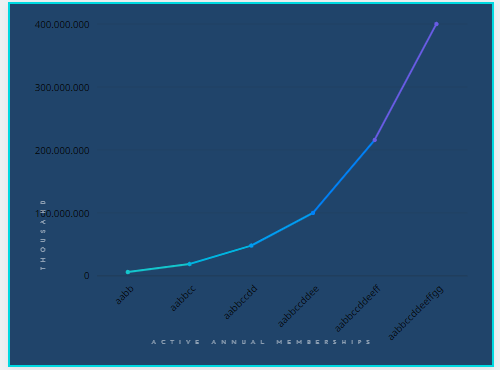 400.000.000
300.000.000
200.000.000
100.000.000
0
THOUSAND
aabb
aabbcc
aabbccdd
aabbccddee
aabbccddeeff
aabbccddeeffgg
ACTIVE ANNUAL MEMBERSHIPS